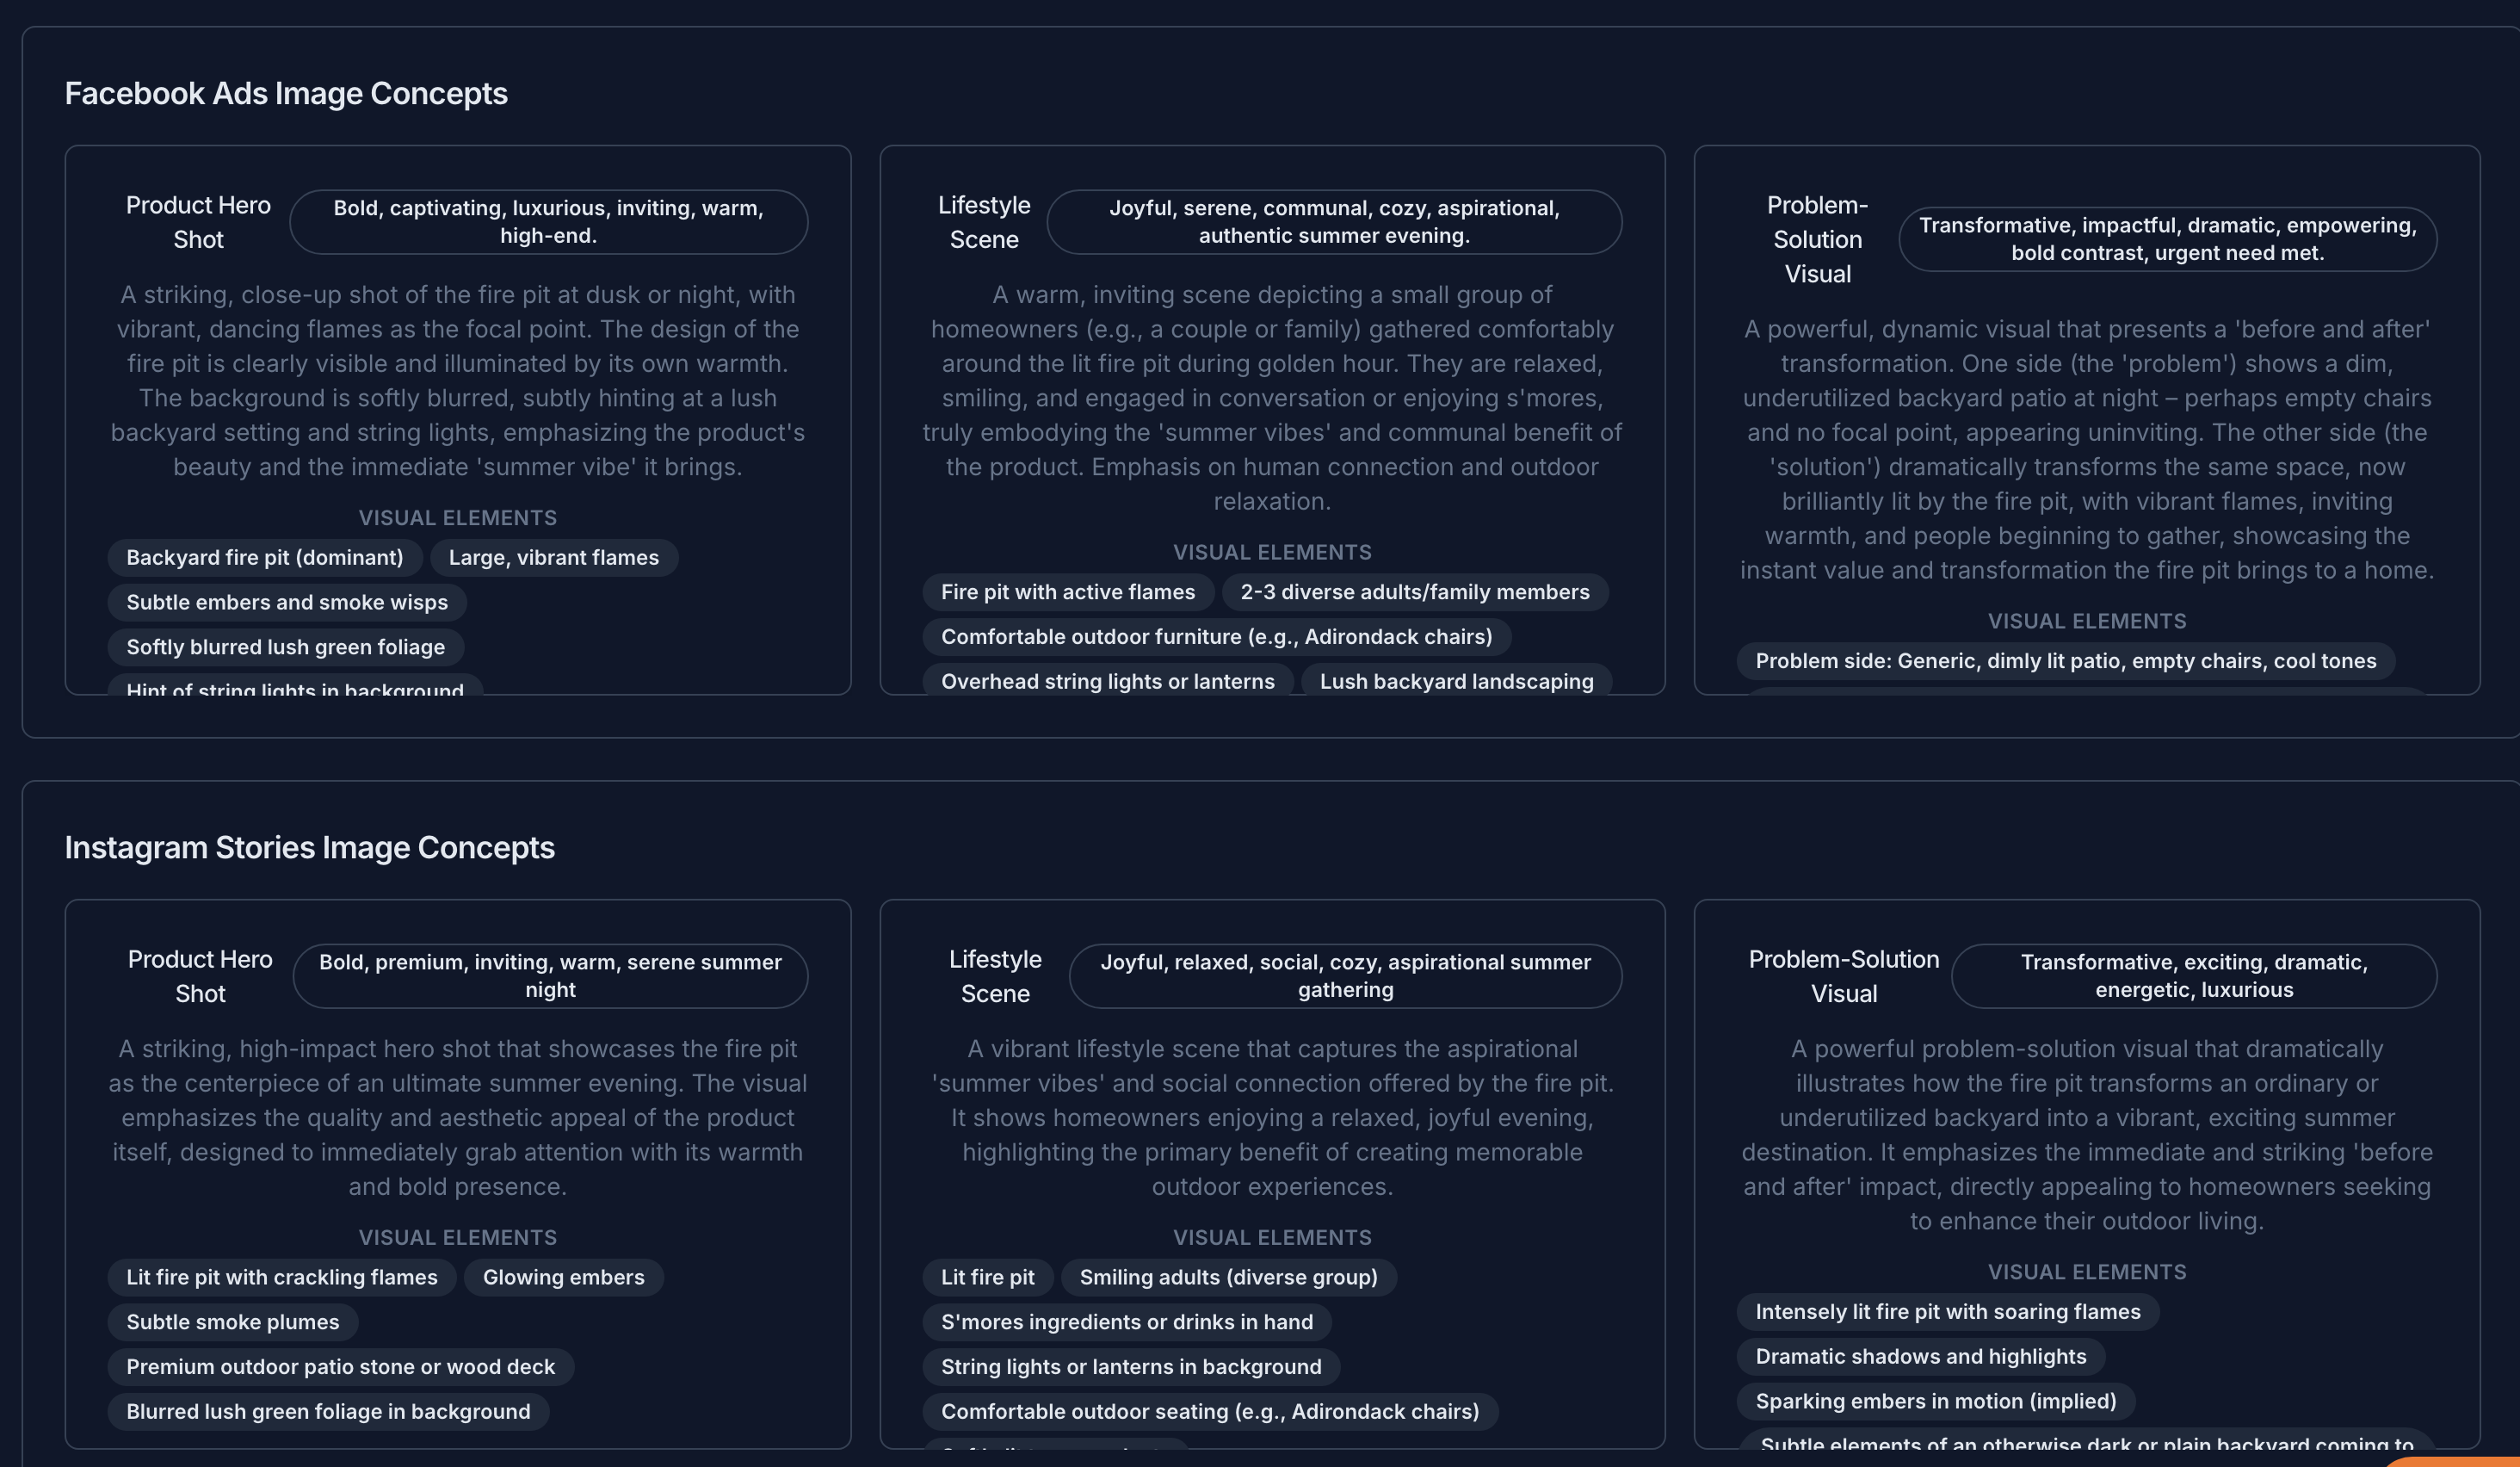 Facebook Ads Image Concepts
Product Hero
Shot
Bold, captivating, luxurious, inviting, warm,
high-end.
A striking, close-up shot of the fire pit at dusk or night, with
vibrant, dancing flames as the focal point. The design of the
fire pit is clearly visible and illuminated by its own warmth.
The background is softly blurred, subtly hinting at a lush
backyard setting and string lights, emphasizing the product's
beauty and the immediate 'summer vibe' it brings.
VISUAL ELEMENTS
Backyard fire pit (dominant)
Large, vibrant flames
Subtle embers and smoke wisps
Softly blurred lush green foliage
Hint of string lights in background
Lifestyle
Scene
Joyful, serene, communal, cozy, aspirational,
authentic summer evening.
A warm, inviting scene depicting a small group of
homeowners (e.g., a couple or family) gathered comfortably
around the lit fire pit during golden hour. They are relaxed,
smiling, and engaged in conversation or enjoying s'mores,
truly embodying the 'summer vibes' and communal benefit of
the product. Emphasis on human connection and outdoor
relaxation.
VISUAL ELEMENTS
Fire pit with active flames
2-3 diverse adults/family members
Comfortable outdoor furniture (e.g., Adirondack chairs)
Overhead string lights or lanterns
Lush backyard landscaping
Problem-
Solution
Visual
Transformative, impactful, dramatic, empowering,
bold contrast, urgent need met.
A powerful, dynamic visual that presents a 'before and after'
transformation. One side (the 'problem') shows a dim,
underutilized backyard patio at night – perhaps empty chairs
and no focal point, appearing uninviting. The other side (the
'solution') dramatically transforms the same space, now
brilliantly lit by the fire pit, with vibrant flames, inviting
warmth, and people beginning to gather, showcasing the
instant value and transformation the fire pit brings to a home.
VISUAL ELEMENTS
Problem side: Generic, dimly lit patio, empty chairs, cool tones
Instagram Stories Image Concepts
Product Hero
Shot
Bold, premium, inviting, warm, serene summer
night
A striking, high-impact hero shot that showcases the fire pit
as the centerpiece of an ultimate summer evening. The visual
emphasizes the quality and aesthetic appeal of the product
itself, designed to immediately grab attention with its warmth
and bold presence.
VISUAL ELEMENTS
Lit fire pit with crackling flames
Glowing embers
Subtle smoke plumes
Premium outdoor patio stone or wood deck
Blurred lush green foliage in background
Lifestyle
Scene
Joyful, relaxed, social, cozy, aspirational summer
gathering
A vibrant lifestyle scene that captures the aspirational
'summer vibes' and social connection offered by the fire pit.
It shows homeowners enjoying a relaxed, joyful evening,
highlighting the primary benefit of creating memorable
outdoor experiences.
VISUAL ELEMENTS
Lit fire pit
Smiling adults (diverse group)
S'mores ingredients or drinks in hand
String lights or lanterns in background
Comfortable outdoor seating (e.g., Adirondack chairs)
Problem-Solution
Visual
Transformative, exciting, dramatic,
energetic, luxurious
A powerful problem-solution visual that dramatically
illustrates how the fire pit transforms an ordinary or
underutilized backyard into a vibrant, exciting summer
destination. It emphasizes the immediate and striking 'before
and after' impact, directly appealing to homeowners seeking
to enhance their outdoor living.
VISUAL ELEMENTS
Intensely lit fire pit with soaring flames
Dramatic shadows and highlights
Sparking embers in motion (implied)
Subtle elements of an otherwise dark or plain backyard coming to